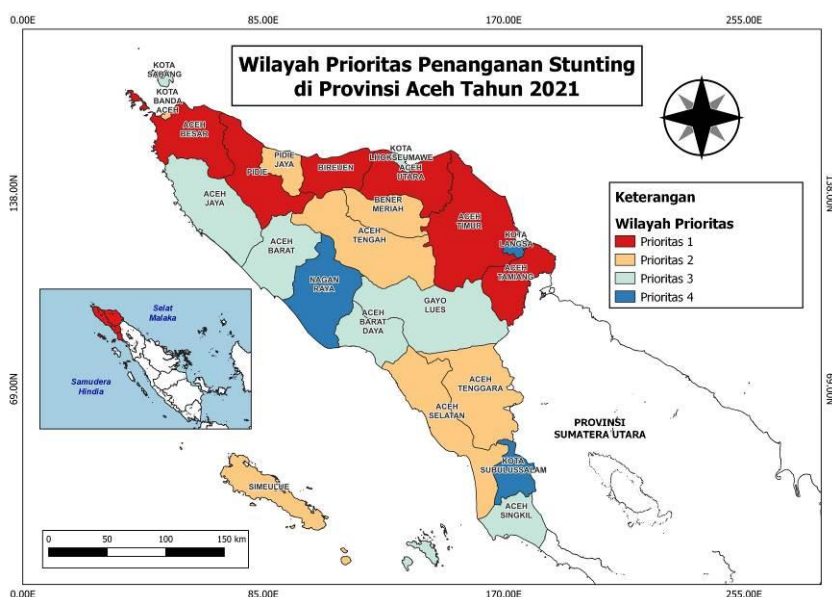 0.00E 85.00E 170.00E 255.00E
Wilayah Prioritas Penanganan Stunting
di Provinsi Aceh Tahun 2021
KOTA
SABANG
KOTA
BANDA
ACEH
ACEH
BESAR
PIDIE
PIDIE
JAYA
BIREUEN
KOTA
LHOKSEUMAWE
ACEH
UTARA
ACEH
JAYA
BENER
MERIAH
ACEH
TENGAH
ACEH
TIMUR
KOTA
LANGSA
ACEH
BARAT
NAGAN
RAYA
ACEH
TAMIANG
GAYO
LUES
ACEH
BARAT
DAYA
ACEH
TENGGARA
ACEH
SELATAN
KOTA
SUBULUSSALAM
ACEH
SINGKIL
SIMEULUE
PROVINSI
SUMATERA UTARA
138.00N
138.00N
69.00N
69.00N
Keterangan
Wilayah Prioritas
Prioritas 1
Prioritas 2
Prioritas 3
Prioritas 4
Selat
Malaka
Samudera
Hindia
0 50 100 150 km
0.00E 85.00E 170.00E 255.00E